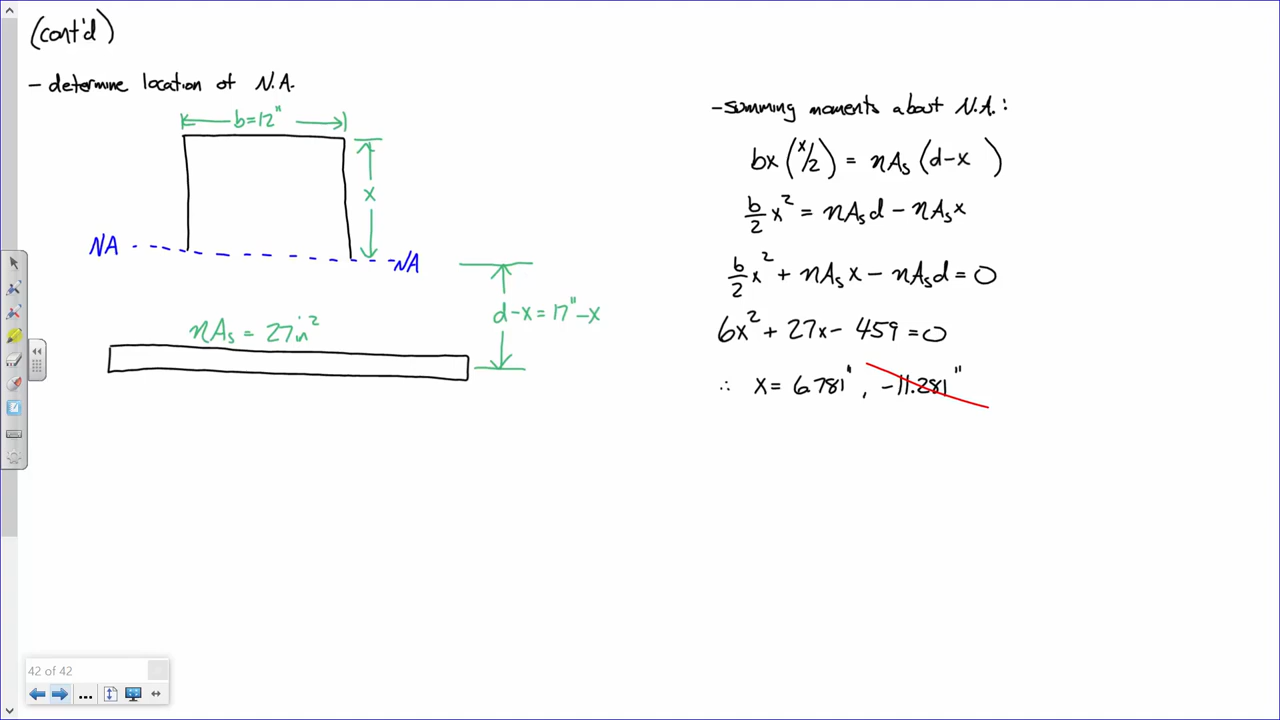 (cont'd)
- determine location of N.A.
b=12"
x
NA
NA
d-x = 17"-x
nAs = 27in²
-summing moments about N.A.:
bx (x/2) = nAs (d-x )
b/2 x² = nAsd - nAsx
b/2 x² + nAsx - nAsd = 0
6x² + 27x - 459 = 0
∴ x = 6.781", -11.281"
42 of 42
...